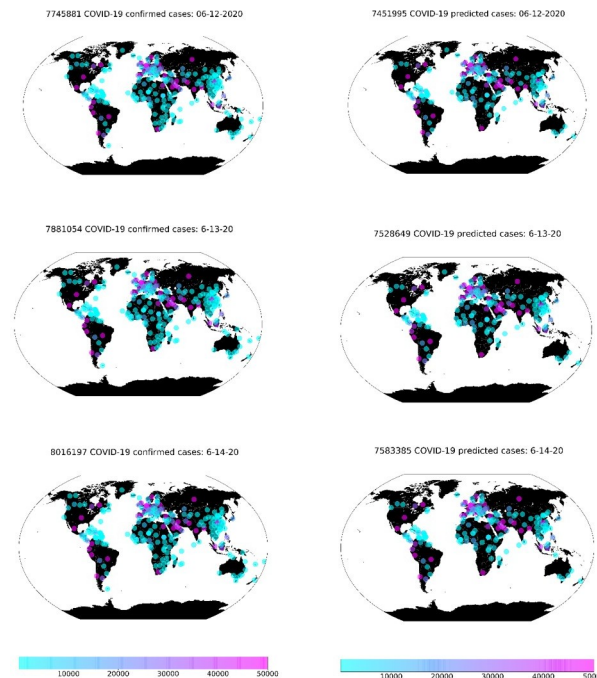 7745881 COVID-19 confirmed cases: 06-12-2020
7451995 COVID-19 predicted cases: 06-12-2020
7881054 COVID-19 confirmed cases: 6-13-20
7528649 COVID-19 predicted cases: 6-13-20
8016197 COVID-19 confirmed cases: 6-14-20
7583385 COVID-19 predicted cases: 6-14-20
10000 20000 30000 40000 50000
10000 20000 30000 40000 500